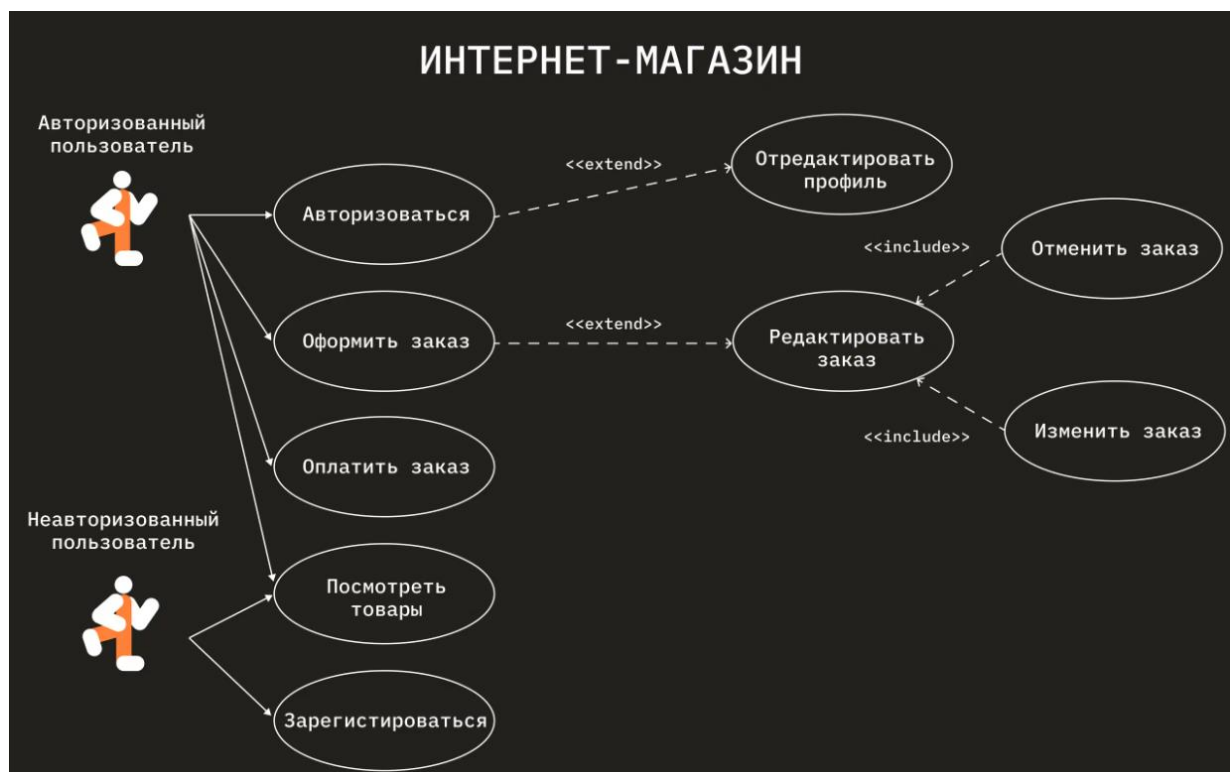 ИНТЕРНЕТ-МАГАЗИН
Авторизованный
пользователь
Авторизоваться
<<extend>>
Отредактировать
профиль
<<include>>
Отменить заказ
Оформить заказ
<<extend>>
Редактировать
заказ
<<include>>
Изменить заказ
Оплатить заказ
Неавторизованный
пользователь
Посмотреть
товары
Зарегистироваться